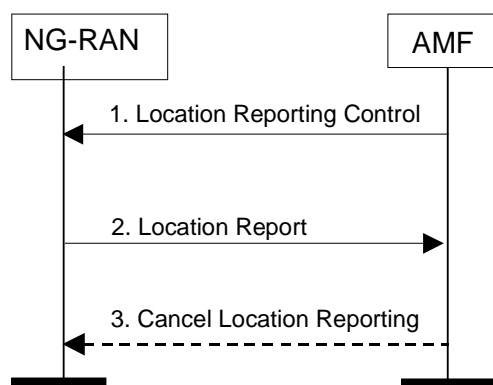 NG-RAN
AMF
1. Location Reporting Control
2. Location Report
3. Cancel Location Reporting